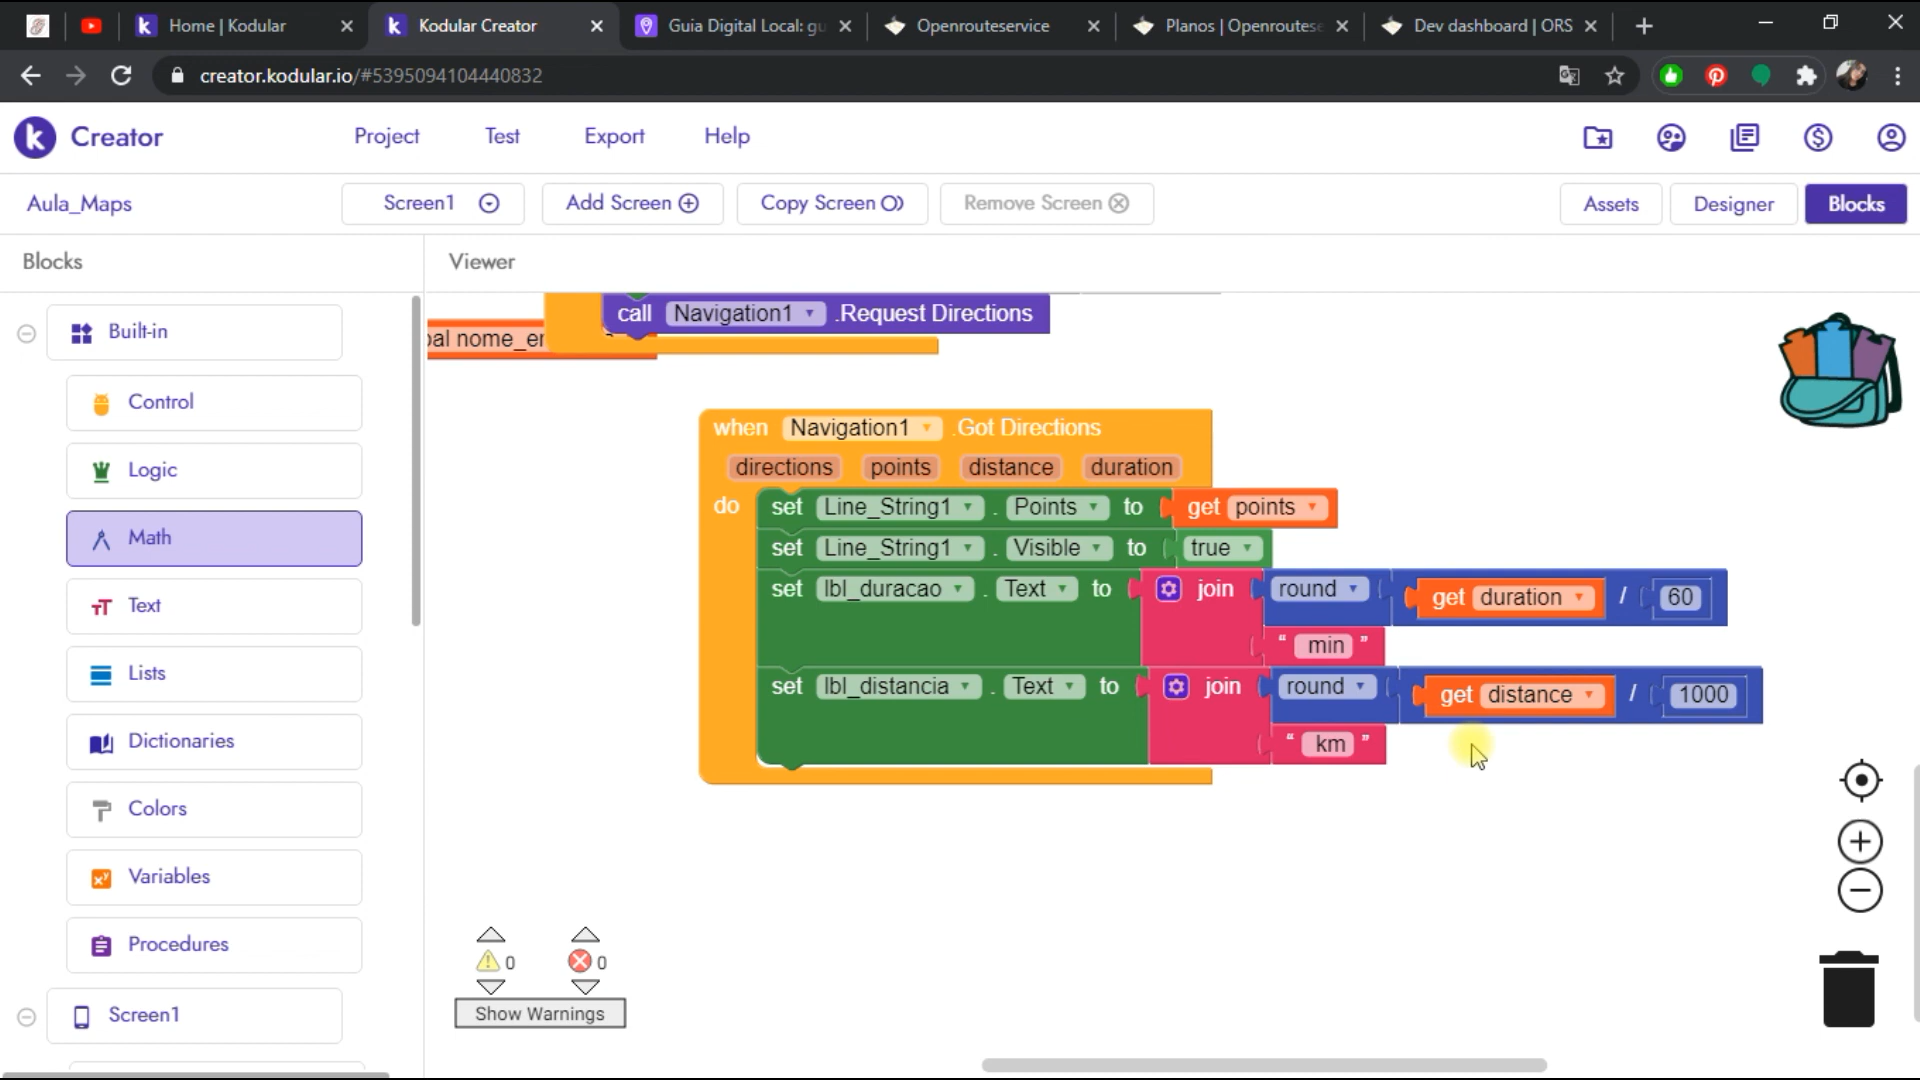 Home | Kodular
Kodular Creator
Guia Digital Local: gu
Openrouteservice
Planos | Openroutese
Dev dashboard | ORS
creator.kodular.io/#5395094104440832
Creator
Project
Test
Export
Help
Aula_Maps
Screen1
Add Screen
Copy Screen
Remove Screen
Assets
Designer
Blocks
Blocks
Viewer
Built-in
Control
Logic
Math
Text
Lists
Dictionaries
Colors
Variables
Procedures
Screen1
call Navigation1 .Request Directions
bal nome_en
when Navigation1 .Got Directions
directions points distance duration
do set Line_String1 . Points to get points
set Line_String1 . Visible to true
set lbl_duracao . Text to join round get duration / 60
“ min ”
set lbl_distancia . Text to join round get distance / 1000
“ km ”
0 0
Show Warnings